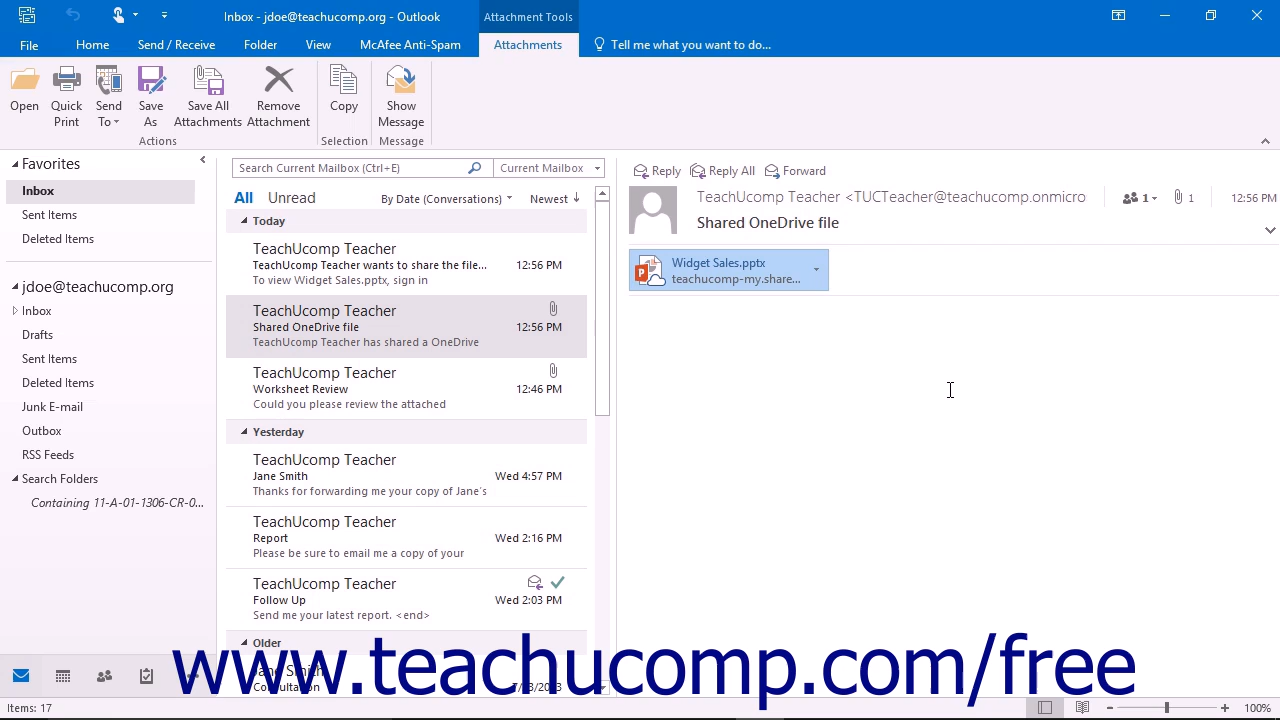 Inbox - jdoe@teachucomp.org - Outlook
Attachment Tools
File
Home
Send / Receive
Folder
View
McAfee Anti-Spam
Attachments
Tell me what you want to do...
Open
Quick Print
Send To
Save As
Save All Attachments
Remove Attachment
Copy
Show Message
Actions
Selection
Message
Favorites
Inbox
Sent Items
Deleted Items
jdoe@teachucomp.org
Inbox
Drafts
Sent Items
Deleted Items
Junk E-mail
Outbox
RSS Feeds
Search Folders
Containing 11-A-01-1306-CR-0...
Search Current Mailbox (Ctrl+E)
Current Mailbox
All
Unread
By Date (Conversations)
Newest
Today
TeachUcomp Teacher
TeachUcomp Teacher wants to share the file...
12:56 PM
To view Widget Sales.pptx, sign in
TeachUcomp Teacher
Shared OneDrive file
12:56 PM
TeachUcomp Teacher has shared a OneDrive
TeachUcomp Teacher
Worksheet Review
12:46 PM
Could you please review the attached
Yesterday
TeachUcomp Teacher
Jane Smith
Wed 4:57 PM
Thanks for forwarding me your copy of Jane's
TeachUcomp Teacher
Report
Wed 2:16 PM
Please be sure to email me a copy of your
TeachUcomp Teacher
Follow Up
Wed 2:03 PM
Send me your latest report. <end>
Older
Jane Smith
Consultation
Reply
Reply All
Forward
TeachUcomp Teacher <TUCTeacher@teachucomp.onmicro
1
1
12:56 PM
Shared OneDrive file
Widget Sales.pptx
teachucomp-my.share...
www.teachucomp.com/free
Items: 17
100%